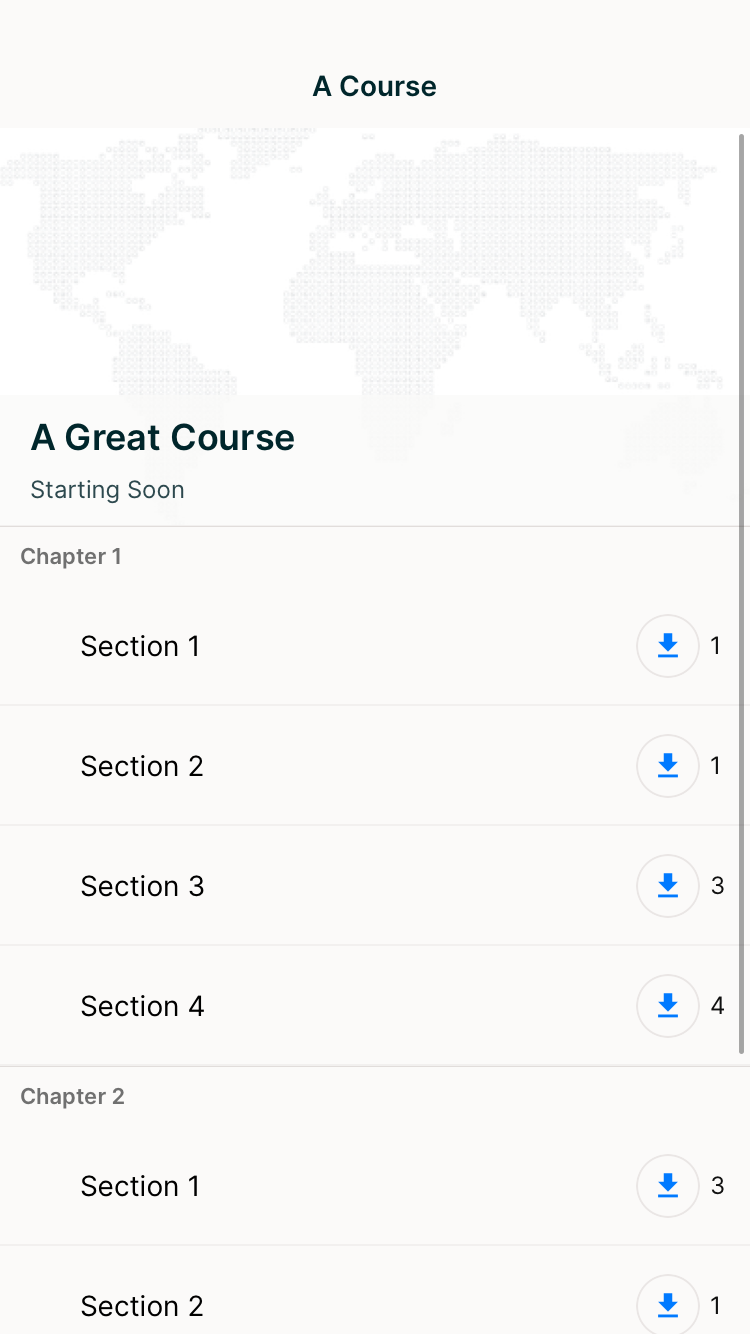 A Course
A Great Course
Starting Soon
Chapter 1
Section 1 1
Section 2 1
Section 3 3
Section 4 4
Chapter 2
Section 1 3
Section 2 1